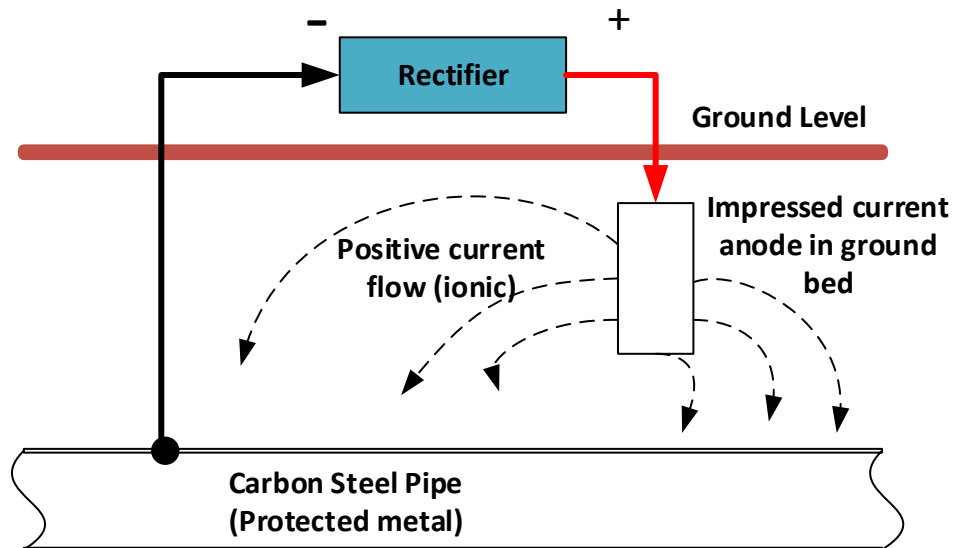 − +
Rectifier
Ground Level
Impressed current
anode in ground
bed
Positive current
flow (ionic)
Carbon Steel Pipe
(Protected metal)